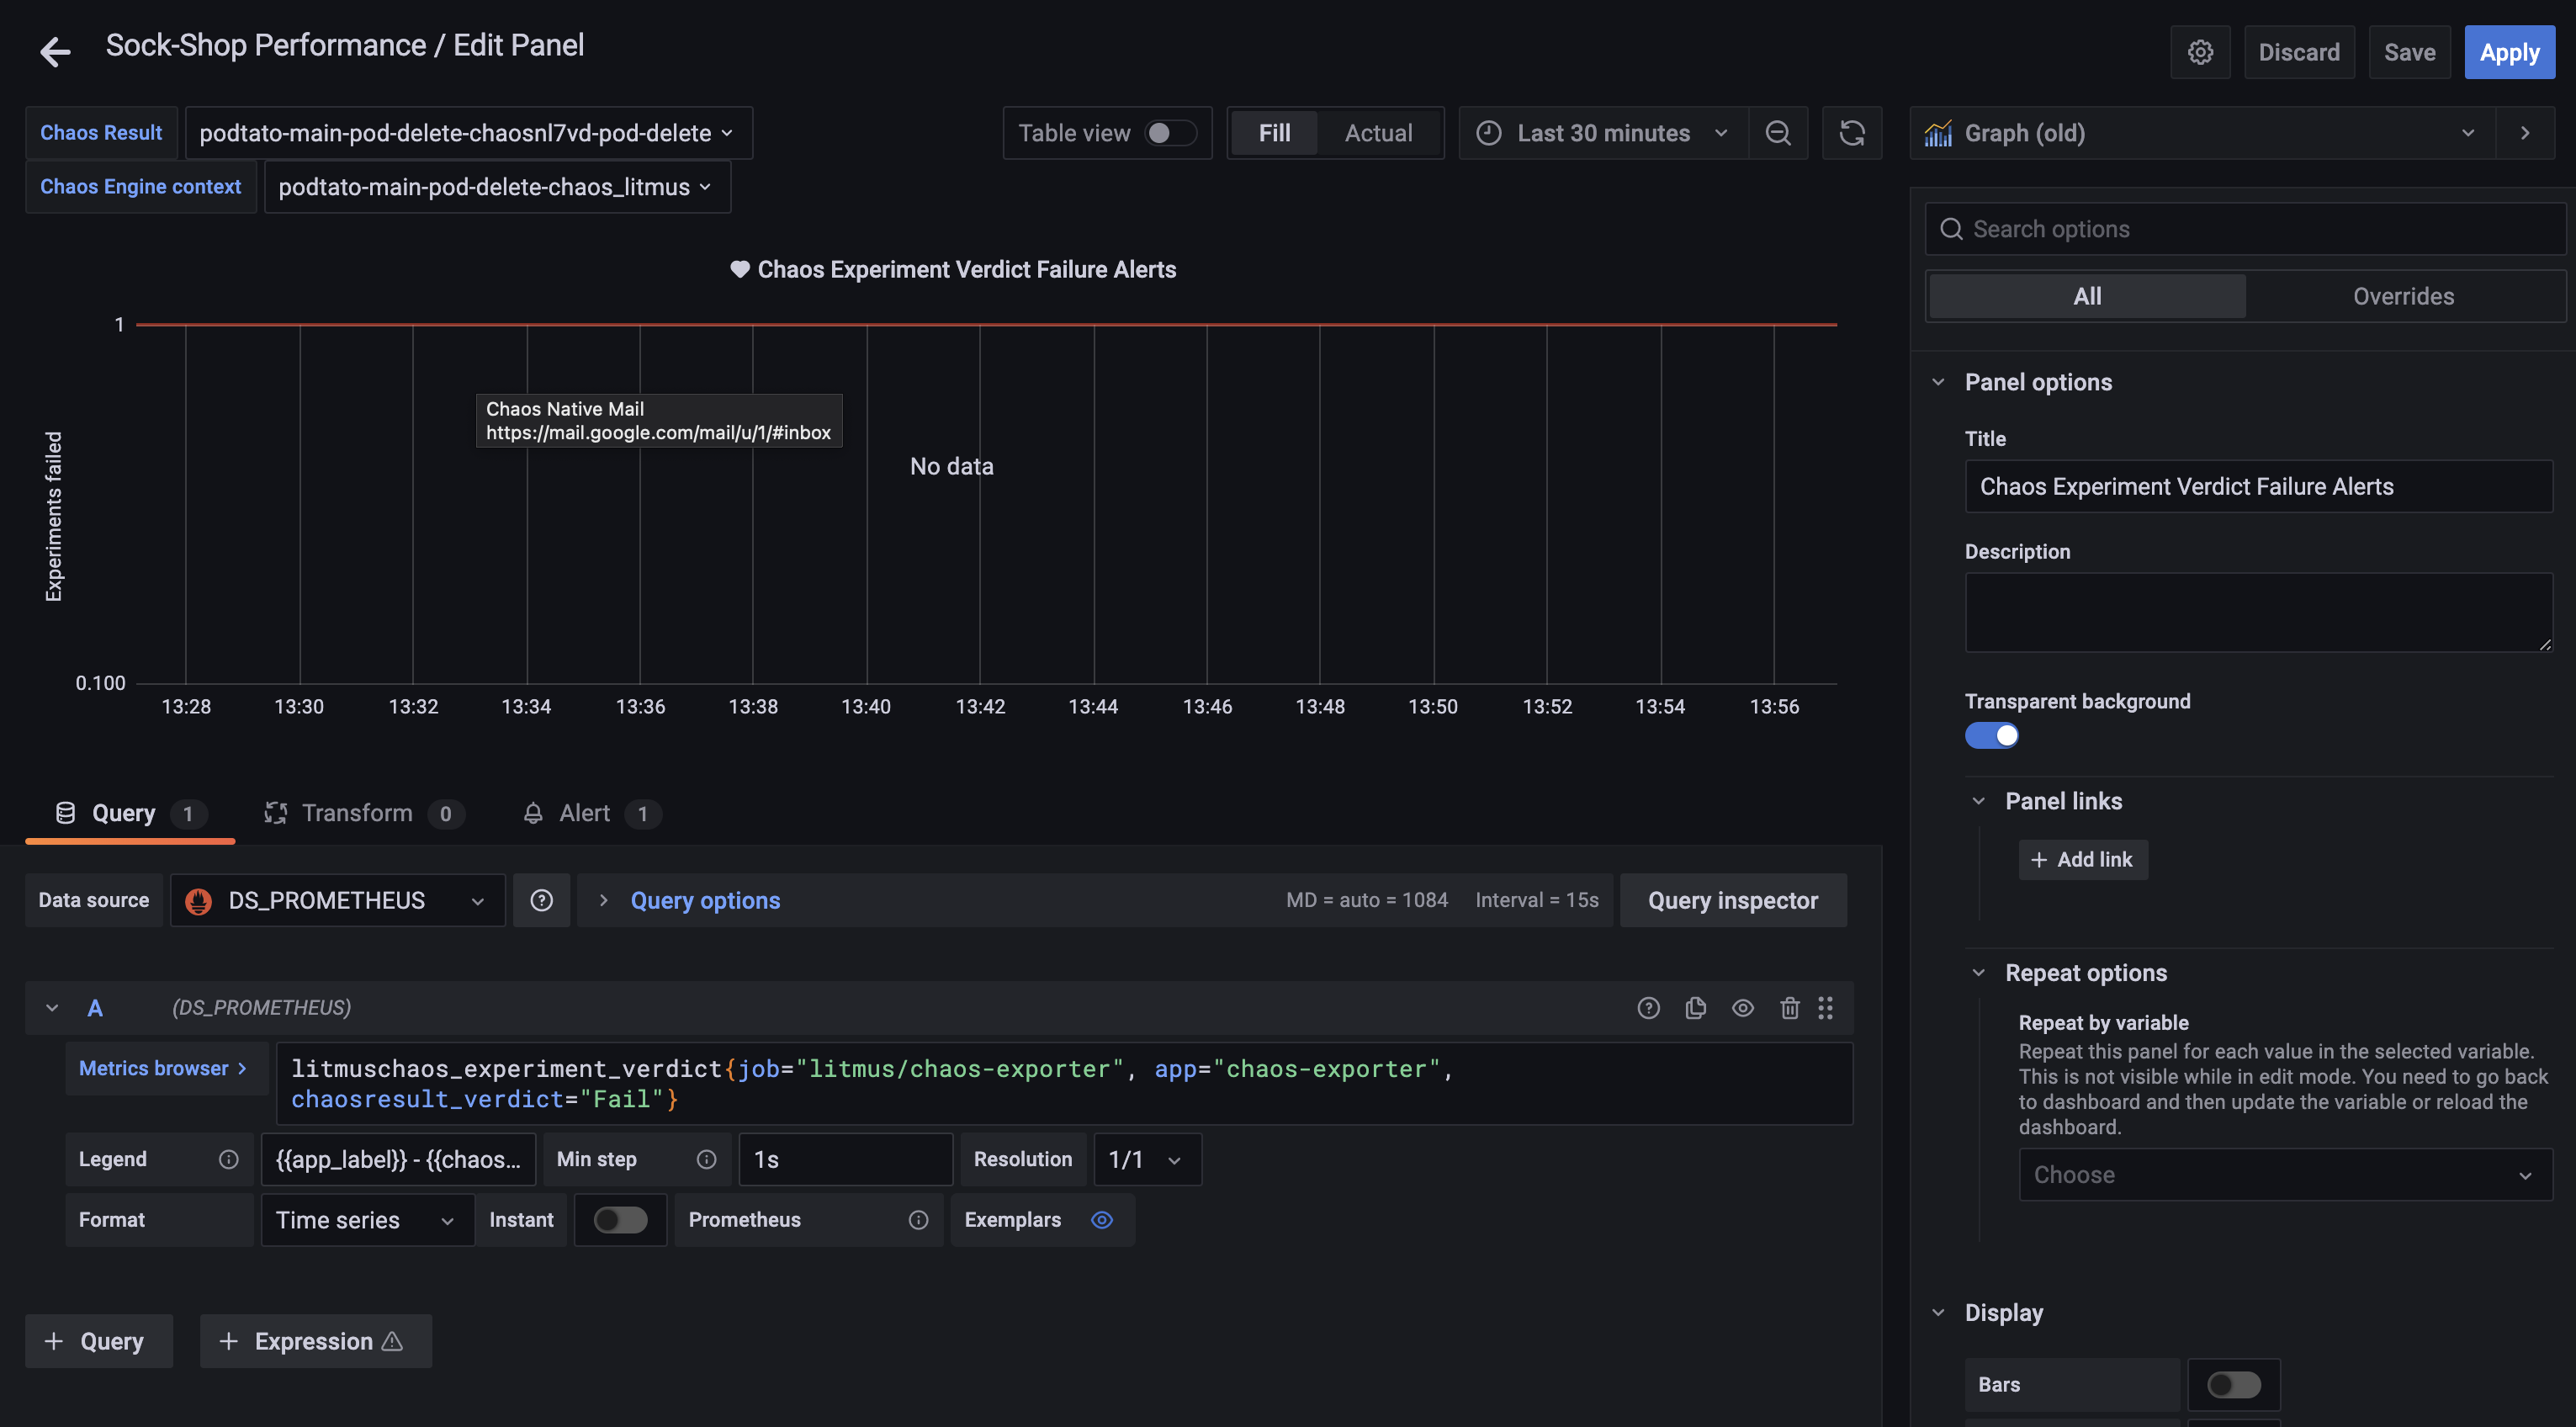 Sock-Shop Performance / Edit Panel
Discard
Save
Apply
Chaos Result
podtato-main-pod-delete-chaosnl7vd-pod-delete
Table view
Fill
Actual
Last 30 minutes
Graph (old)
Chaos Engine context
podtato-main-pod-delete-chaos_litmus
Search options
All
Overrides
Chaos Experiment Verdict Failure Alerts
Experiments failed
1
0.100
Chaos Native Mail
https://mail.google.com/mail/u/1/#inbox
No data
13:28 13:30 13:32 13:34 13:36 13:38 13:40 13:42 13:44 13:46 13:48 13:50 13:52 13:54 13:56
Query 1
Transform 0
Alert 1
Data source
DS_PROMETHEUS
Query options
MD = auto = 1084
Interval = 15s
Query inspector
A
(DS_PROMETHEUS)
Metrics browser
litmuschaos_experiment_verdict{job="litmus/chaos-exporter", app="chaos-exporter",
chaosresult_verdict="Fail"}
Legend
{{app_label}} - {{chaos...
Min step
1s
Resolution
1/1
Format
Time series
Instant
Prometheus
Exemplars
+ Query
+ Expression
Panel options
Title
Chaos Experiment Verdict Failure Alerts
Description
Transparent background
Panel links
+ Add link
Repeat options
Repeat by variable
Repeat this panel for each value in the selected variable.
This is not visible while in edit mode. You need to go back
to dashboard and then update the variable or reload the
dashboard.
Choose
Display
Bars